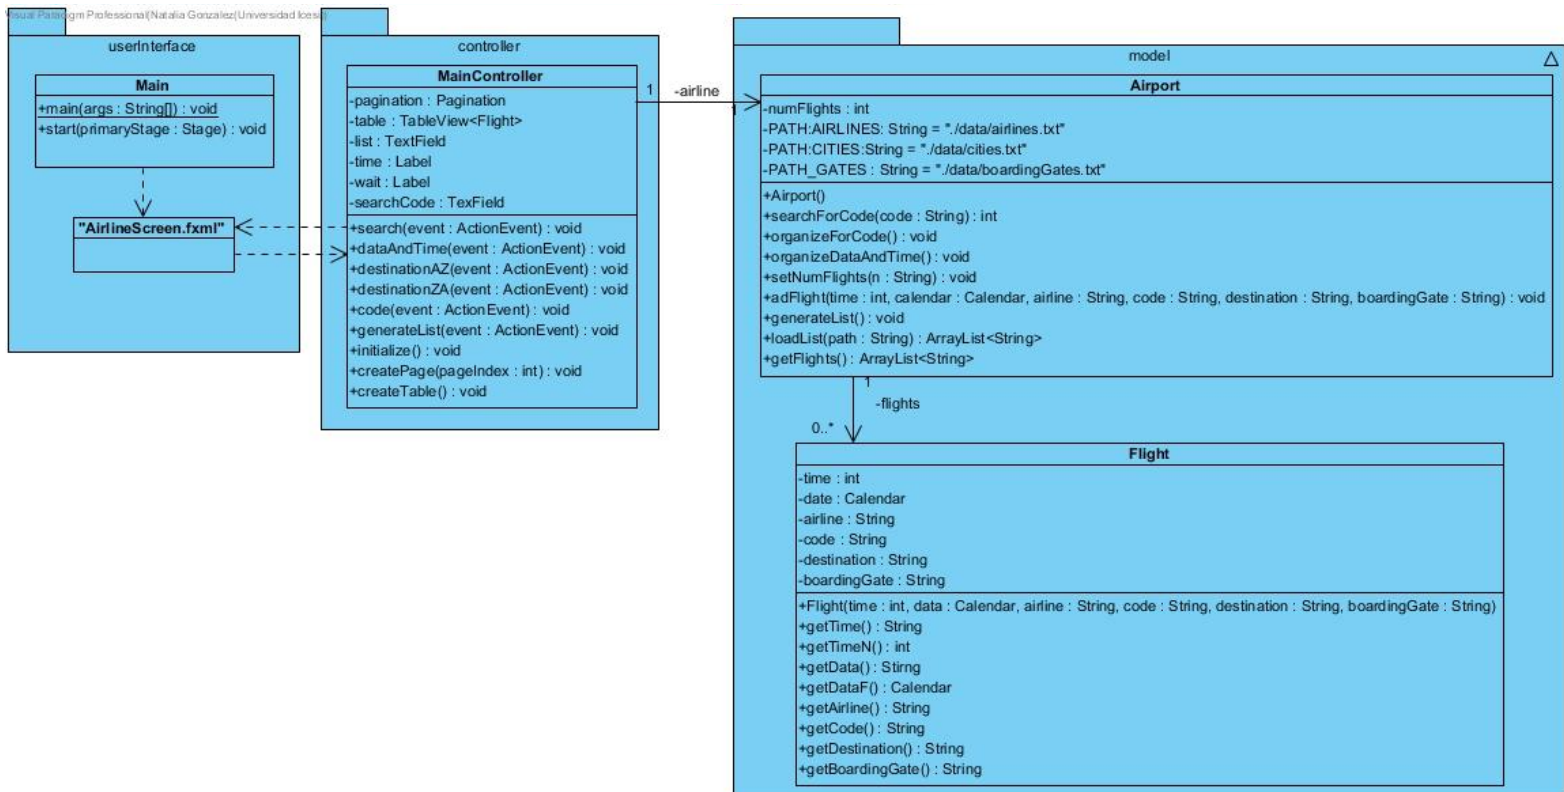 Visual Paradigm Professional(Natalia Gonzalez(Universidad Icesi))
userInterface
Main
+main(args : String[]) : void
+start(primaryStage : Stage) : void
"AirlineScreen.fxml"
controller
MainController
-pagination : Pagination
-table : TableView<Flight>
-list : TextField
-time : Label
-wait : Label
-searchCode : TexField
+search(event : ActionEvent) : void
+dataAndTime(event : ActionEvent) : void
+destinationAZ(event : ActionEvent) : void
+destinationZA(event : ActionEvent) : void
+code(event : ActionEvent) : void
+generateList(event : ActionEvent) : void
+initialize() : void
+createPage(pageIndex : int) : void
+createTable() : void
1
-airline
1
model
Airport
-numFlights : int
-PATH:AIRLINES: String = "./data/airlines.txt"
-PATH:CITIES:String = "./data/cities.txt"
-PATH_GATES : String = "./data/boardingGates.txt"
+Airport()
+searchForCode(code : String) : int
+organizeForCode() : void
+organizeDataAndTime() : void
+setNumFlights(n : String) : void
+adFlight(time : int, calendar : Calendar, airline : String, code : String, destination : String, boardingGate : String) : void
+generateList() : void
+loadList(path : String) : ArrayList<String>
+getFlights() : ArrayList<String>
1
-flights
0..*
Flight
-time : int
-date : Calendar
-airline : String
-code : String
-destination : String
-boardingGate : String
+Flight(time : int, data : Calendar, airline : String, code : String, destination : String, boardingGate : String)
+getTime() : String
+getTimeN() : int
+getData() : Stirng
+getDataF() : Calendar
+getAirline() : String
+getCode() : String
+getDestination() : String
+getBoardingGate() : String